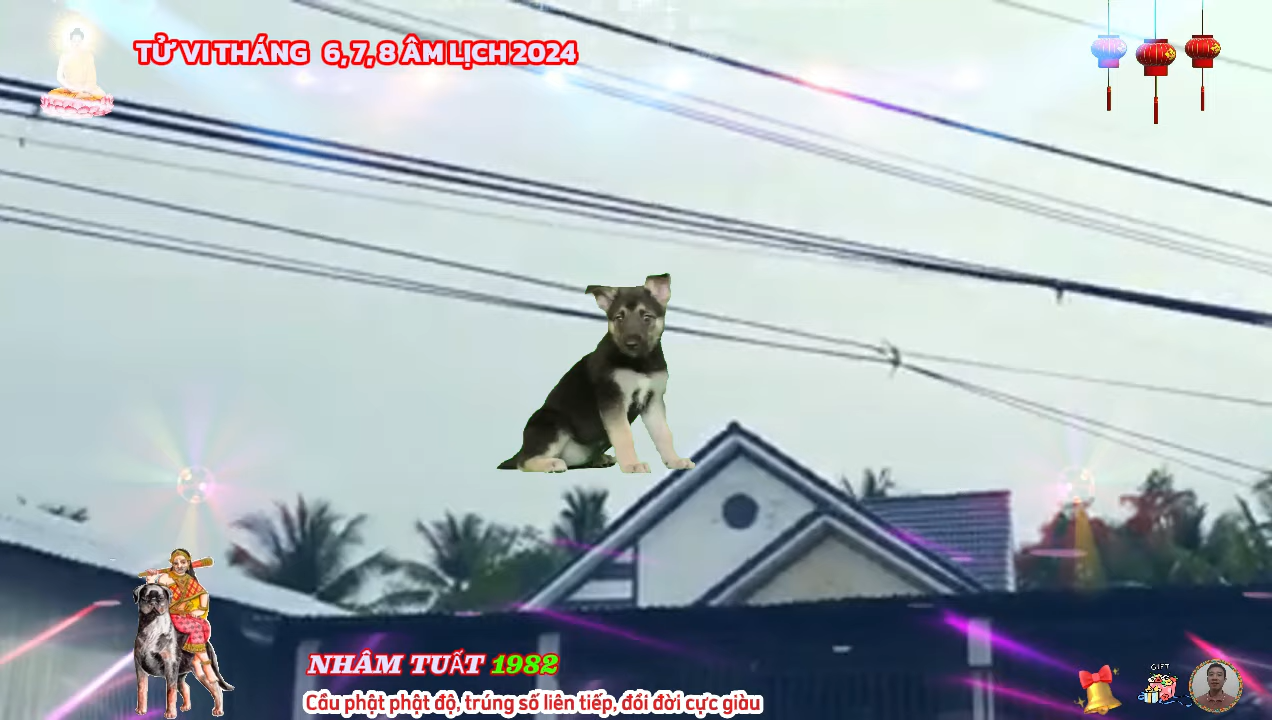 TỬ VI THÁNG 6, 7, 8 ÂM LỊCH 2024
NHÂM TUẤT 1982
Cầu phật phật độ, trúng số liên tiếp, đổi đời cực giàu
GIFT